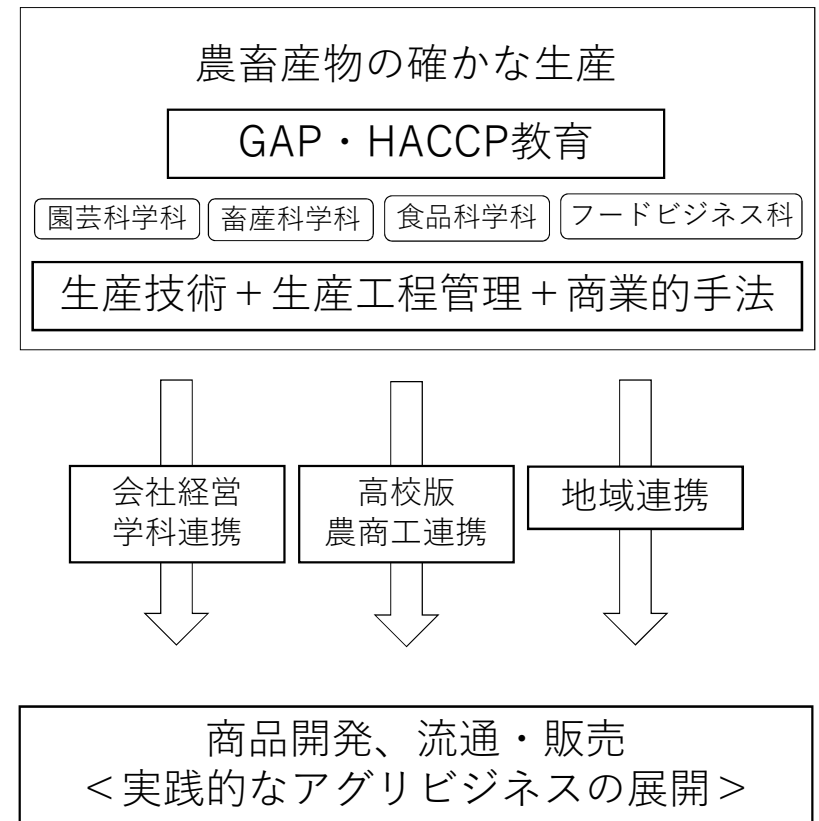 農畜産物の確かな生産
GAP・HACCP教育
園芸科学科 畜産科学科 食品科学科 フードビジネス科
生産技術＋生産工程管理＋商業的手法
会社経営
学科連携
高校版
農商工連携
地域連携
商品開発、流通・販売
＜実践的なアグリビジネスの展開＞